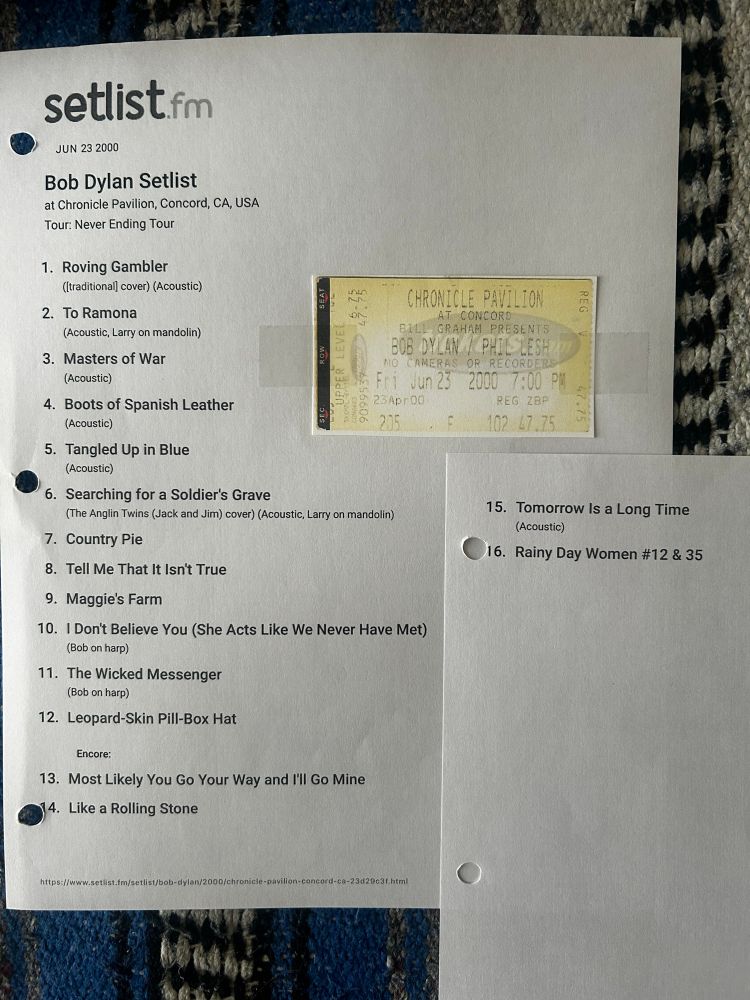 setlist.fm
JUN 23 2000
Bob Dylan Setlist
at Chronicle Pavilion, Concord, CA, USA
Tour: Never Ending Tour
1. Roving Gambler
([traditional] cover) (Acoustic)
2. To Ramona
(Acoustic, Larry on mandolin)
3. Masters of War
(Acoustic)
4. Boots of Spanish Leather
(Acoustic)
5. Tangled Up in Blue
(Acoustic)
6. Searching for a Soldier's Grave
(The Anglin Twins (Jack and Jim) cover) (Acoustic, Larry on mandolin)
7. Country Pie
8. Tell Me That It Isn't True
9. Maggie's Farm
10. I Don't Believe You (She Acts Like We Never Have Met)
(Bob on harp)
11. The Wicked Messenger
(Bob on harp)
12. Leopard-Skin Pill-Box Hat
Encore:
13. Most Likely You Go Your Way and I'll Go Mine
14. Like a Rolling Stone
https://www.setlist.fm/setlist/bob-dylan/2000/chronicle-pavilion-concord-ca-23d29c3f.html
SEC ROW SEAT
UPPER LEVEL
6.75
47.75
CHRONICLE PAVILION
AT CONCORD
BILL GRAHAM PRESENTS
BOB DYLAN / PHIL LESH
NO CAMERAS OR RECORDERS
Fri Jun 23 2000 7:00 PM
23Apr00 REG ZBP
205 F 102 47.75
REG
47.75
15. Tomorrow Is a Long Time
(Acoustic)
16. Rainy Day Women #12 & 35